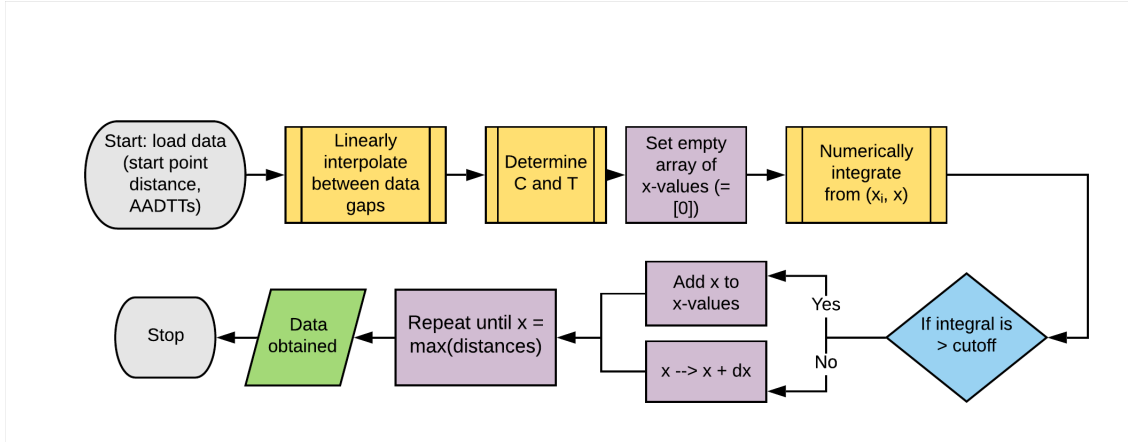 Start: load data
(start point
distance,
AADTTs)
Linearly
interpolate
between data
gaps
Determine
C and T
Set empty
array of
x-values (=
[0])
Numerically
integrate
from (xᵢ, x)
If integral is
> cutoff
Yes
No
Add x to
x-values
x --> x + dx
Repeat until x =
max(distances)
Data
obtained
Stop